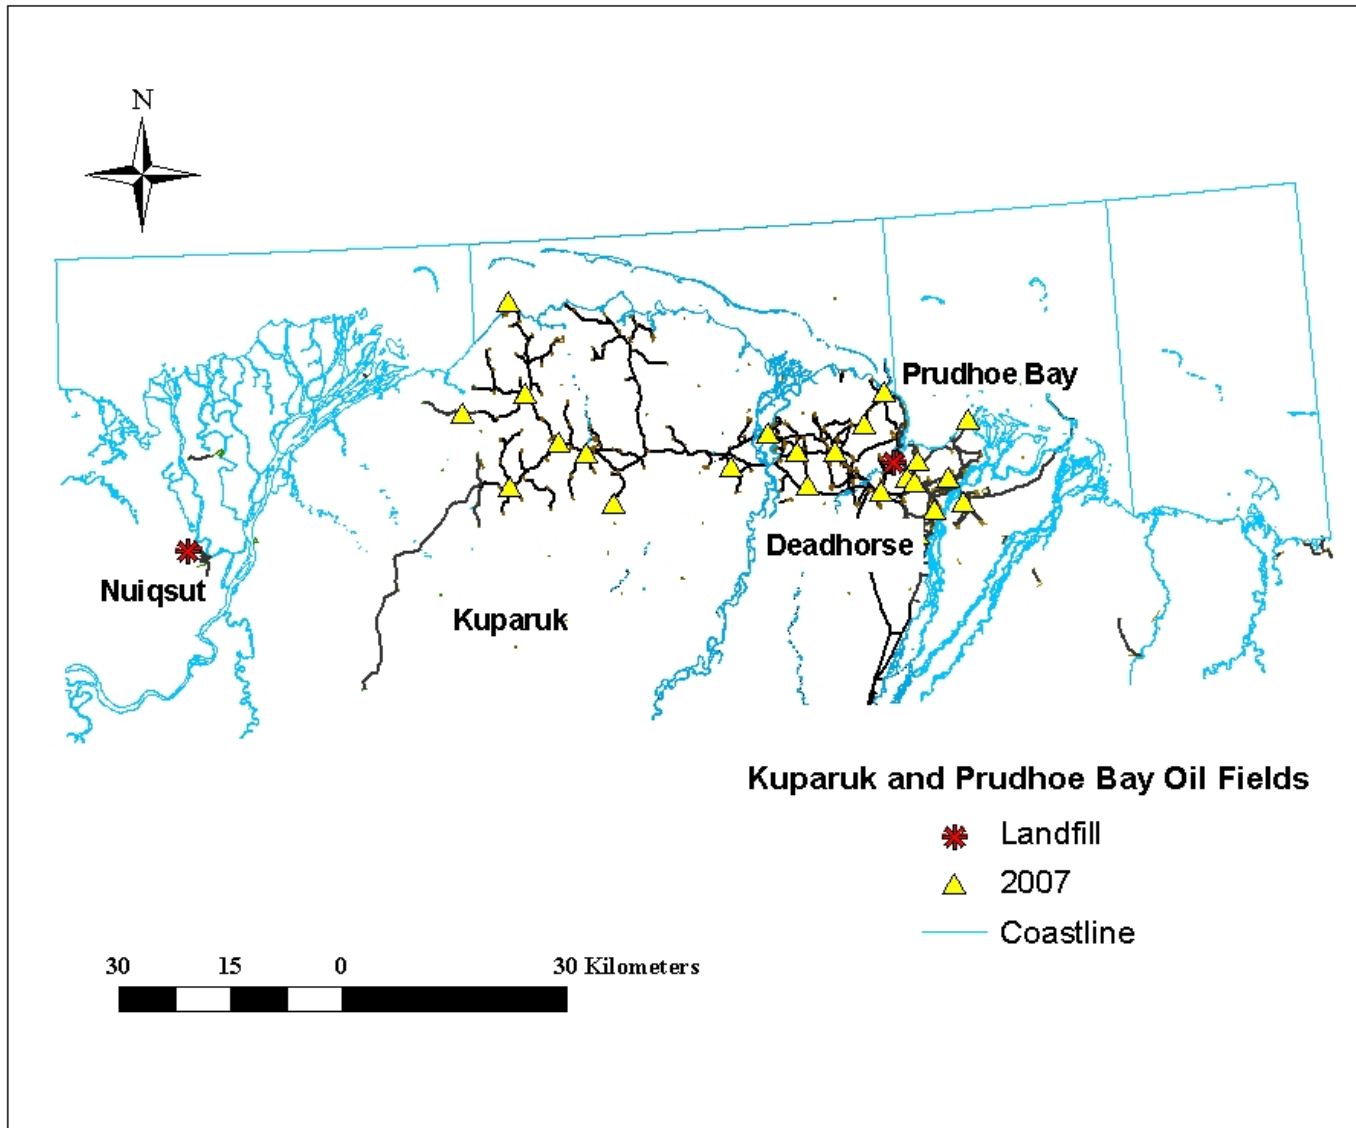 N
Prudhoe Bay
Deadhorse
Nuiqsut
Kuparuk
Kuparuk and Prudhoe Bay Oil Fields
Landfill
2007
Coastline
30 15 0 30 Kilometers